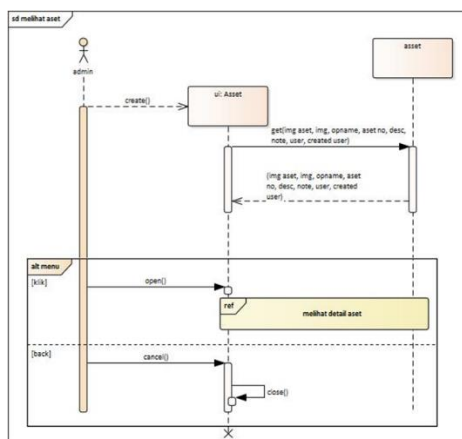 sd melihat aset
admin
ui: Asset
asset
create()
get(img aset, img, opname, aset no, desc,
note, user, created user)
(img aset, img, opname, aset
no, desc, note, user, created
user)
alt menu
[klik]
open()
ref
melihat detail aset
[back]
cancel()
close()